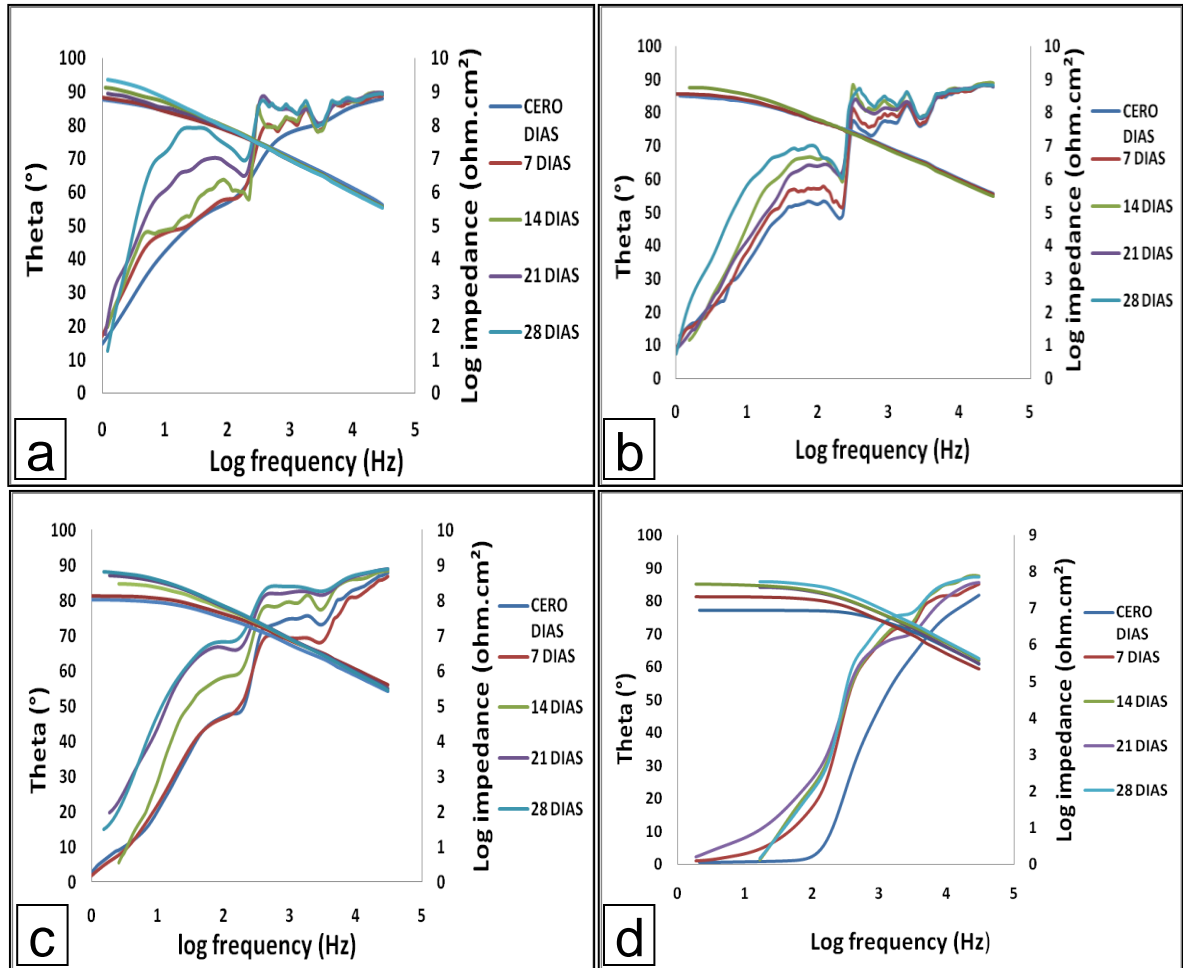 100
90
80
70
60
50
40
30
20
10
0
Theta (°)
10
9
8
7
6
5
4
3
2
1
0
Log impedance (ohm.cm²)
0 1 2 3 4 5
Log frequency (Hz)
CERO
DIAS
7 DIAS
14 DIAS
21 DIAS
28 DIAS
a
100
90
80
70
60
50
40
30
20
10
0
Theta (°)
10
9
8
7
6
5
4
3
2
1
0
Log impedance (ohm.cm²)
0 1 2 3 4 5
Log frequency (Hz)
CERO
DIAS
7 DIAS
14 DIAS
21 DIAS
28 DIAS
b
100
90
80
70
60
50
40
30
20
10
0
Theta (°)
10
9
8
7
6
5
4
3
2
1
0
Log impedance (ohm.cm²)
0 1 2 3 4 5
log frequency (Hz)
CERO
DIAS
7 DIAS
14 DIAS
21 DIAS
28 DIAS
c
100
90
80
70
60
50
40
30
20
10
0
Theta (°)
9
8
7
6
5
4
3
2
1
0
Log impedance (ohm.cm²)
0 1 2 3 4 5
Log frequency (Hz)
CERO
DIAS
7 DIAS
14 DIAS
21 DIAS
28 DIAS
d